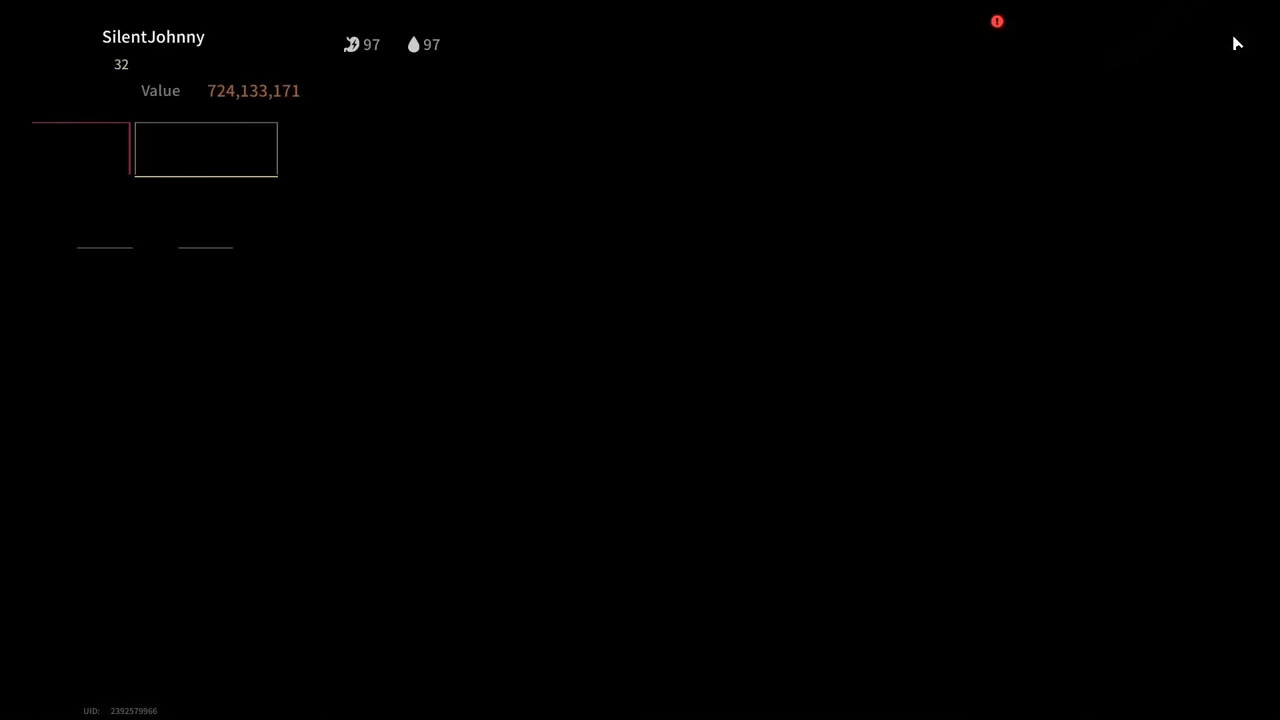 SilentJohnny
97 97
32
Value 724,133,171
UID: 2392579966